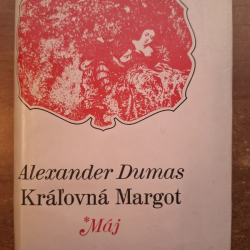 Alexander Dumas
Kráľovná Margot
*Máj